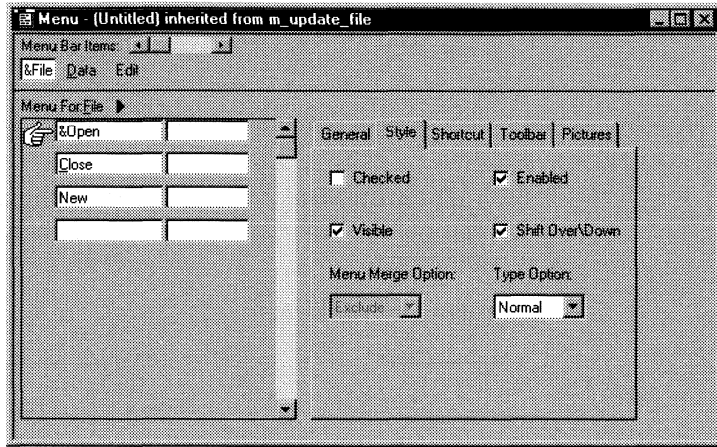 Menu - (Untitled) inherited from m_update_file
Menu Bar Items:
&File Data Edit
Menu For:File
&Open
Close
New
General Style Shortcut Toolbar Pictures
Checked Enabled
Visible Shift Over\Down
Menu Merge Option: Type Option:
Exclude Normal